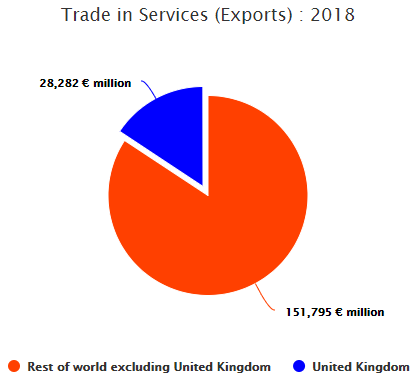 Trade in Services (Exports) : 2018
28,282 € million
151,795 € million
Rest of world excluding United Kingdom
United Kingdom